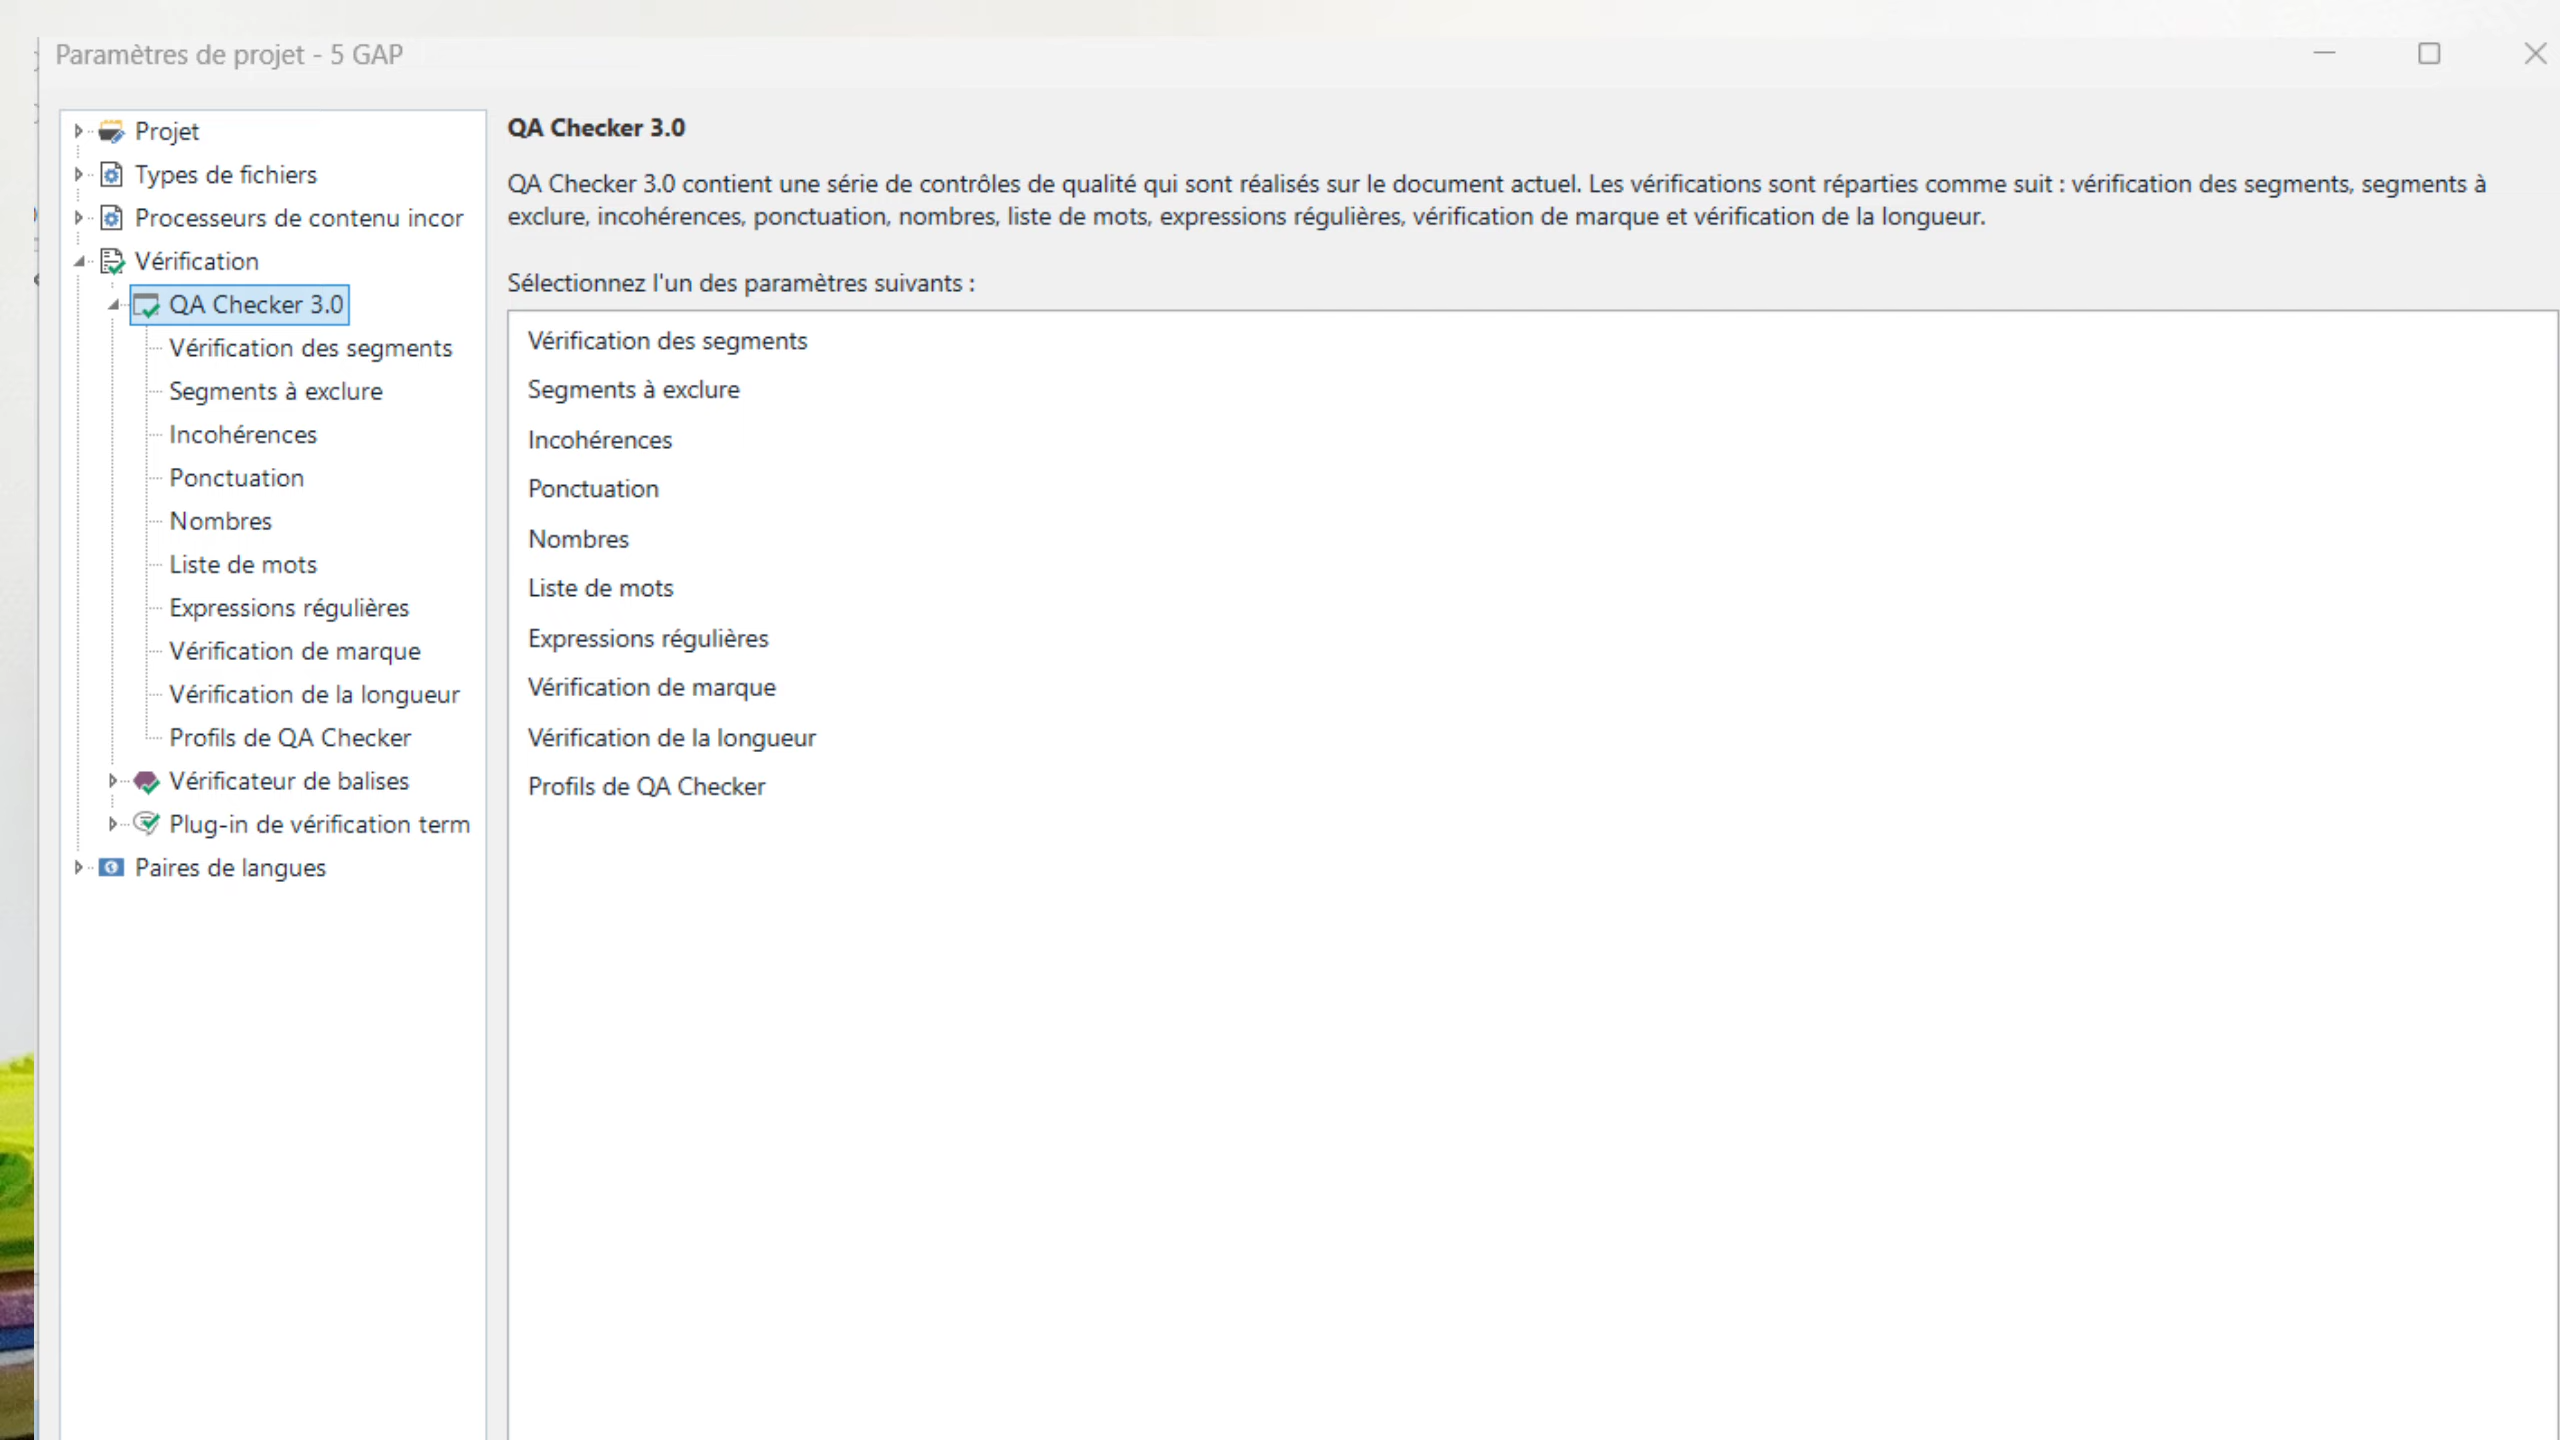 Paramètres de projet - 5 GAP
Projet
Types de fichiers
Processeurs de contenu incor
Vérification
QA Checker 3.0
Vérification des segments
Segments à exclure
Incohérences
Ponctuation
Nombres
Liste de mots
Expressions régulières
Vérification de marque
Vérification de la longueur
Profils de QA Checker
Vérificateur de balises
Plug-in de vérification term
Paires de langues
QA Checker 3.0
QA Checker 3.0 contient une série de contrôles de qualité qui sont réalisés sur le document actuel. Les vérifications sont réparties comme suit : vérification des segments, segments à
exclure, incohérences, ponctuation, nombres, liste de mots, expressions régulières, vérification de marque et vérification de la longueur.
Sélectionnez l'un des paramètres suivants :
Vérification des segments
Segments à exclure
Incohérences
Ponctuation
Nombres
Liste de mots
Expressions régulières
Vérification de marque
Vérification de la longueur
Profils de QA Checker